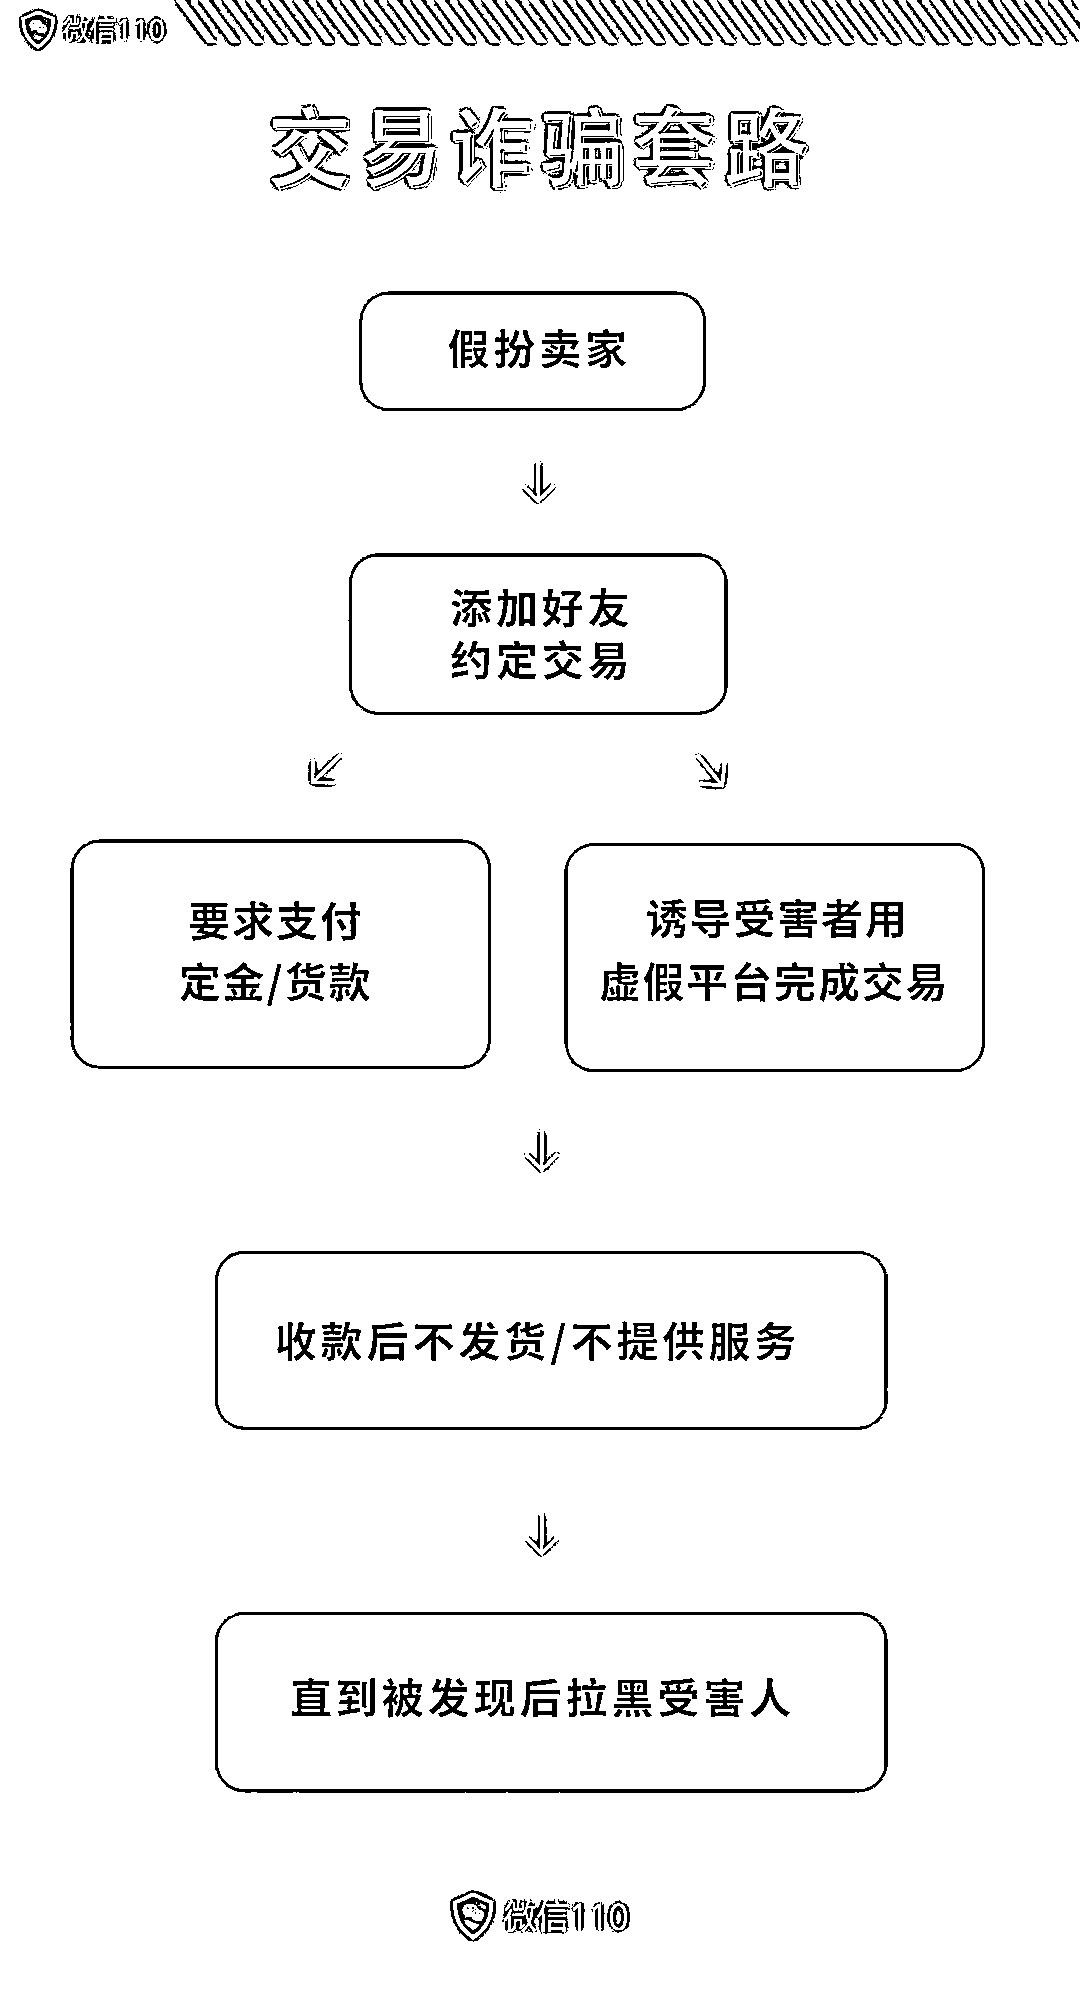 微信110
交易诈骗套路
假扮卖家
添加好友
约定交易
要求支付
定金/货款
诱导受害者用
虚假平台完成交易
收款后不发货/不提供服务
直到被发现后拉黑受害人
微信110